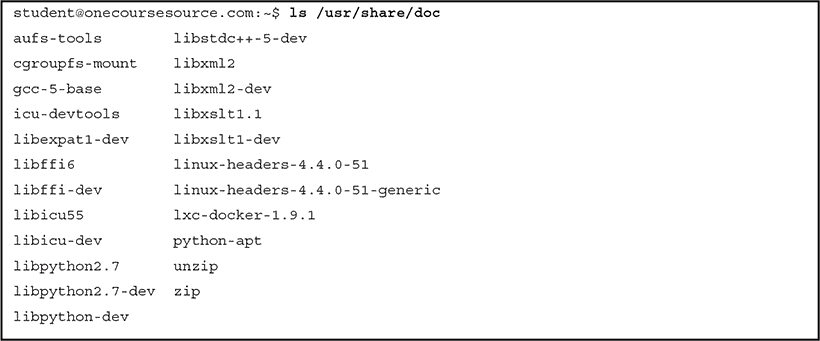 student@onecoursesource.com:~$ ls /usr/share/doc
aufs-tools libstdc++-5-dev
cgroupfs-mount libxml2
gcc-5-base libxml2-dev
icu-devtools libxslt1.1
libexpat1-dev libxslt1-dev
libffi6 linux-headers-4.4.0-51
libffi-dev linux-headers-4.4.0-51-generic
libicu55 lxc-docker-1.9.1
libicu-dev python-apt
libpython2.7 unzip
libpython2.7-dev zip
libpython-dev